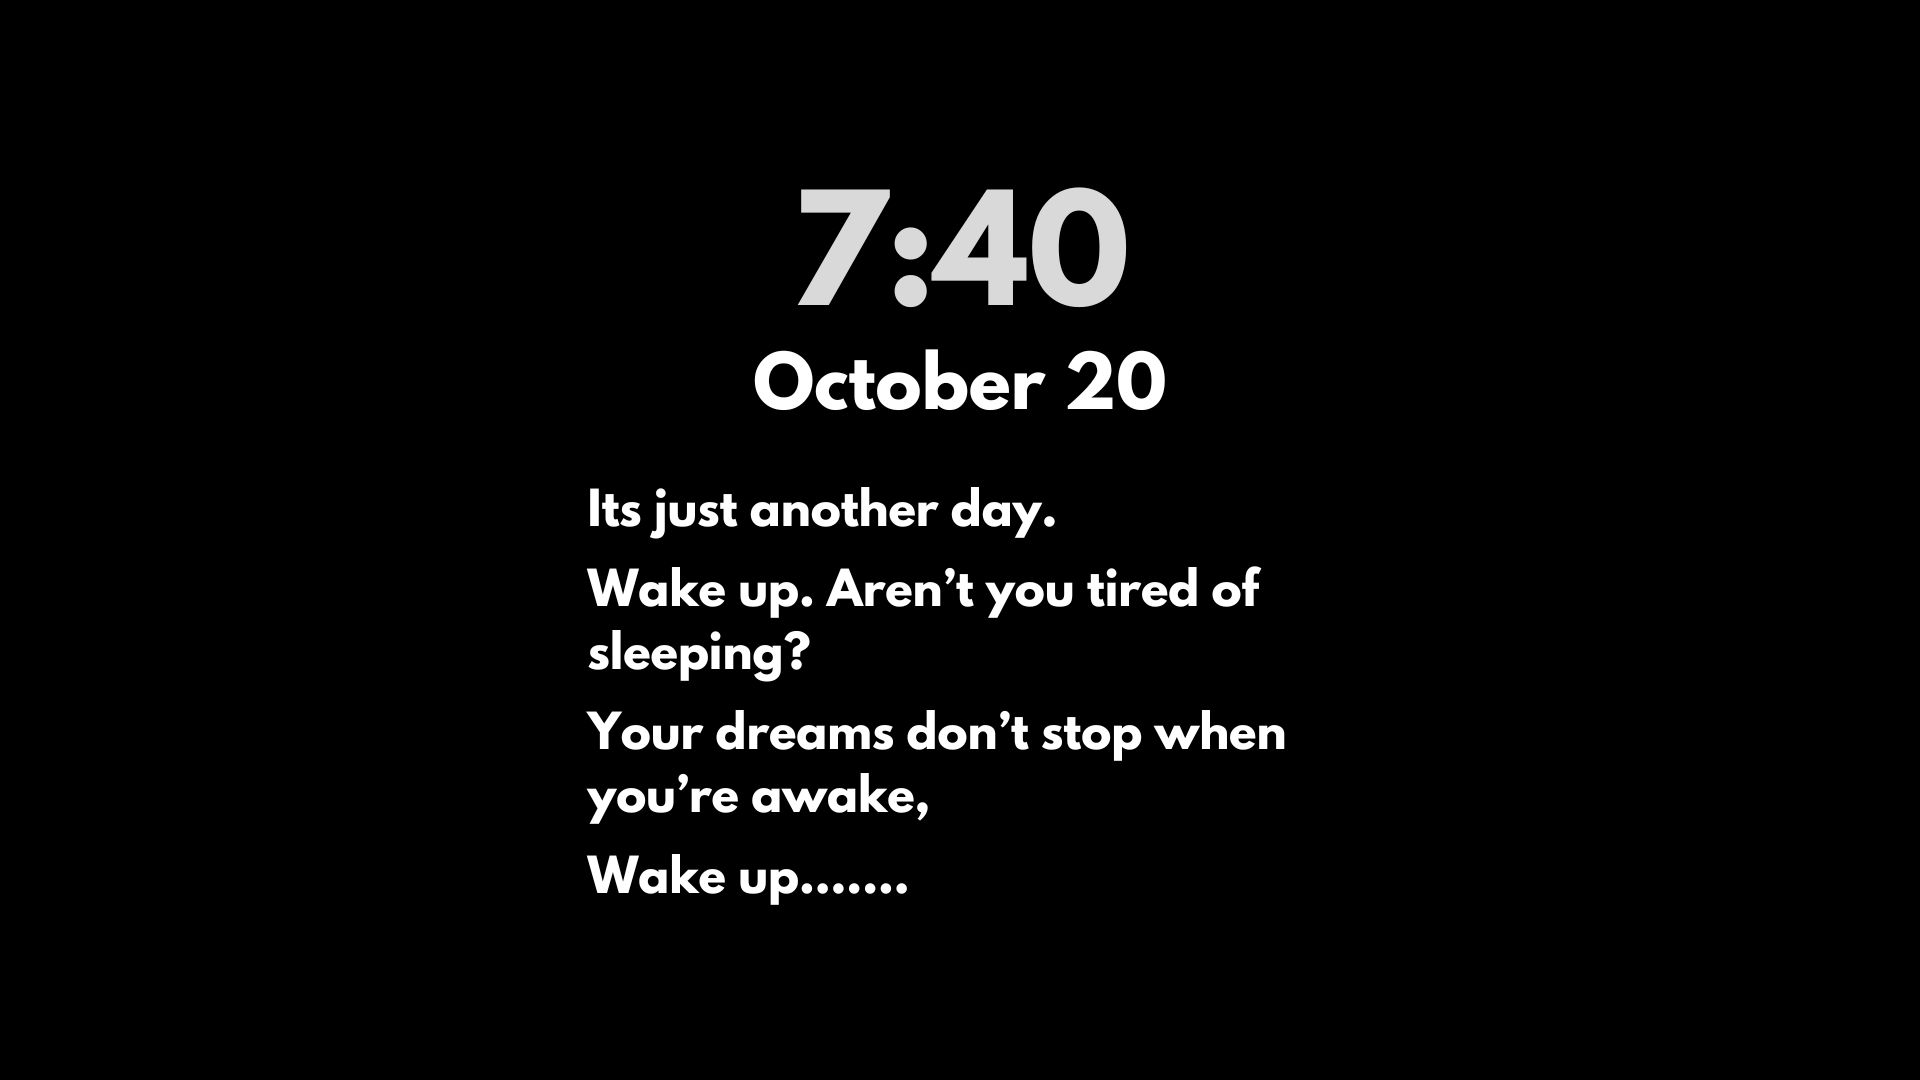 7:40
October 20
Its just another day.
Wake up. Aren’t you tired of
sleeping?
Your dreams don’t stop when
you’re awake,
Wake up.......